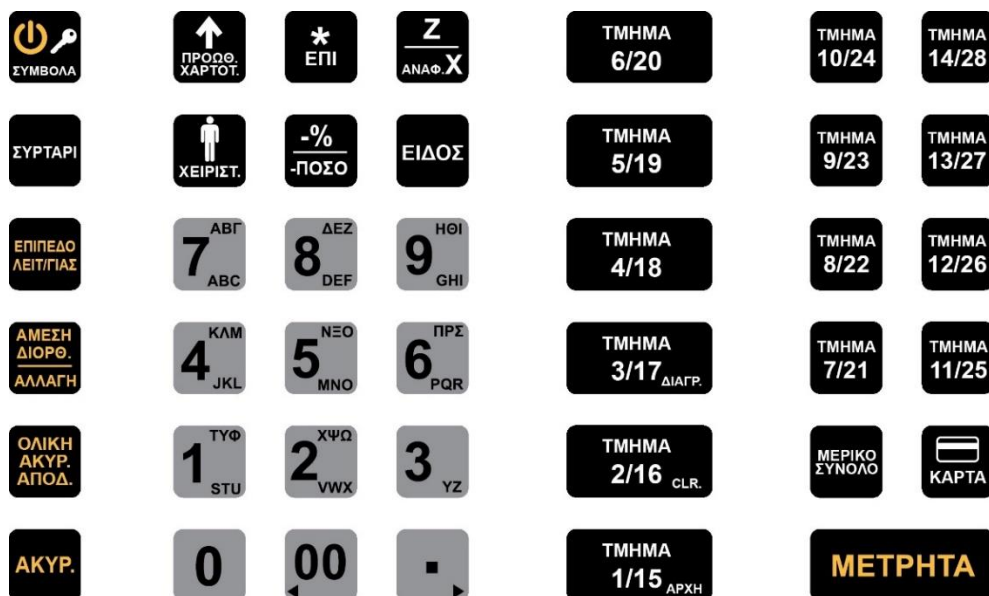 ΣΥΜΒΟΛΑ
ΠΡΟΩΘ.
ΧΑΡΤΟΤ.
*
ΕΠΙ
Z
ΑΝΑΦ.X
ΤΜΗΜΑ
6/20
ΤΜΗΜΑ
10/24
ΤΜΗΜΑ
14/28
ΣΥΡΤΑΡΙ
ΧΕΙΡΙΣΤ.
-%
-ΠΟΣΟ
ΕΙΔΟΣ
ΤΜΗΜΑ
5/19
ΤΜΗΜΑ
9/23
ΤΜΗΜΑ
13/27
ΕΠΙΠΕΔΟ
ΛΕΙΤ/ΓΙΑΣ
ΑΒΓ
7
ABC
ΔΕΖ
8
DEF
ΗΘΙ
9
GHI
ΤΜΗΜΑ
4/18
ΤΜΗΜΑ
8/22
ΤΜΗΜΑ
12/26
ΑΜΕΣΗ
ΔΙΟΡΘ.
ΑΛΛΑΓΗ
ΚΛΜ
4
JKL
ΝΞΟ
5
MNO
ΠΡΣ
6
PQR
ΤΜΗΜΑ
3/17 ΔΙΑΓΡ.
ΤΜΗΜΑ
7/21
ΤΜΗΜΑ
11/25
ΟΛΙΚΗ
ΑΚΥΡ.
ΑΠΟΔ.
ΤΥΦ
1
STU
ΧΨΩ
2
VWX
3
YZ
ΤΜΗΜΑ
2/16 CLR.
ΜΕΡΙΚΟ
ΣΥΝΟΛΟ
ΚΑΡΤΑ
ΑΚΥΡ.
0
00
.
ΤΜΗΜΑ
1/15 ΑΡΧΗ
ΜΕΤΡΗΤΑ